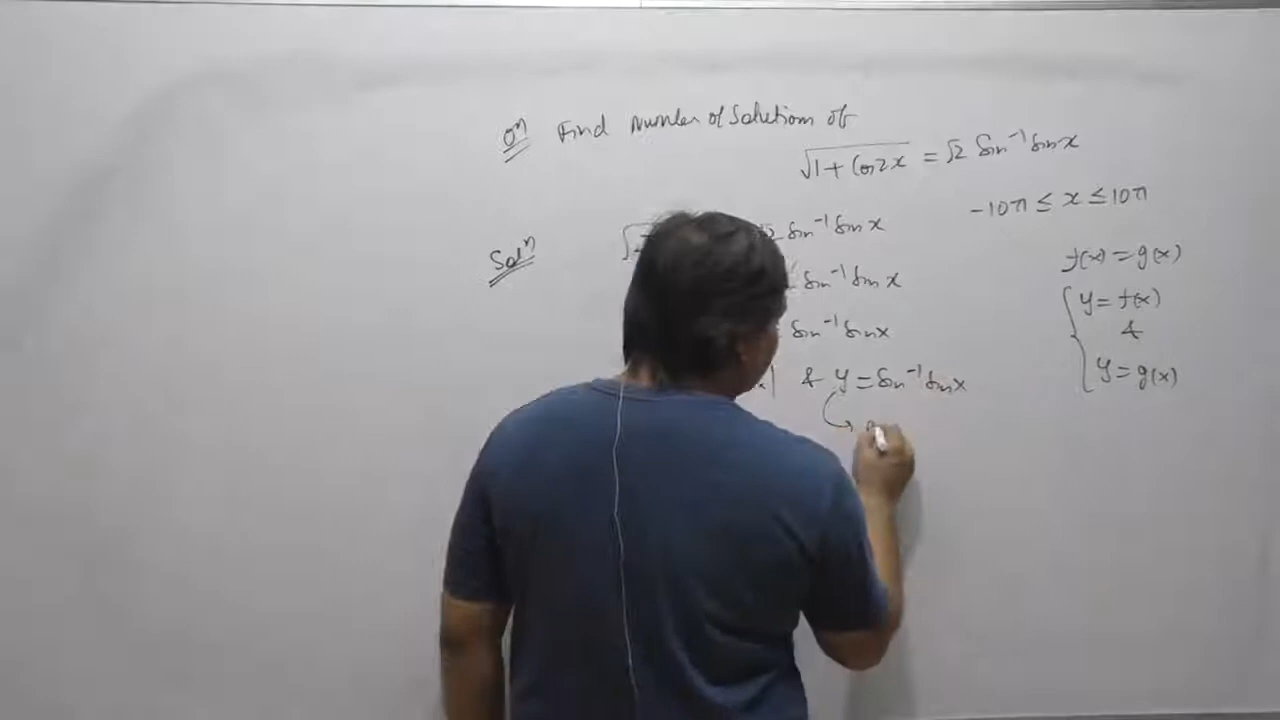 Qn Find Number of Solutions of
√1 + Cos2x = √2 Sin⁻¹ Sin x
-10π ≤ x ≤ 10π
Solⁿ
Sin⁻¹ Sin x
f(x) = g(x)
Sin⁻¹ Sin x
y = f(x)
Sin⁻¹ Sin x
&
& y = Sin⁻¹ Sin x
y = g(x)